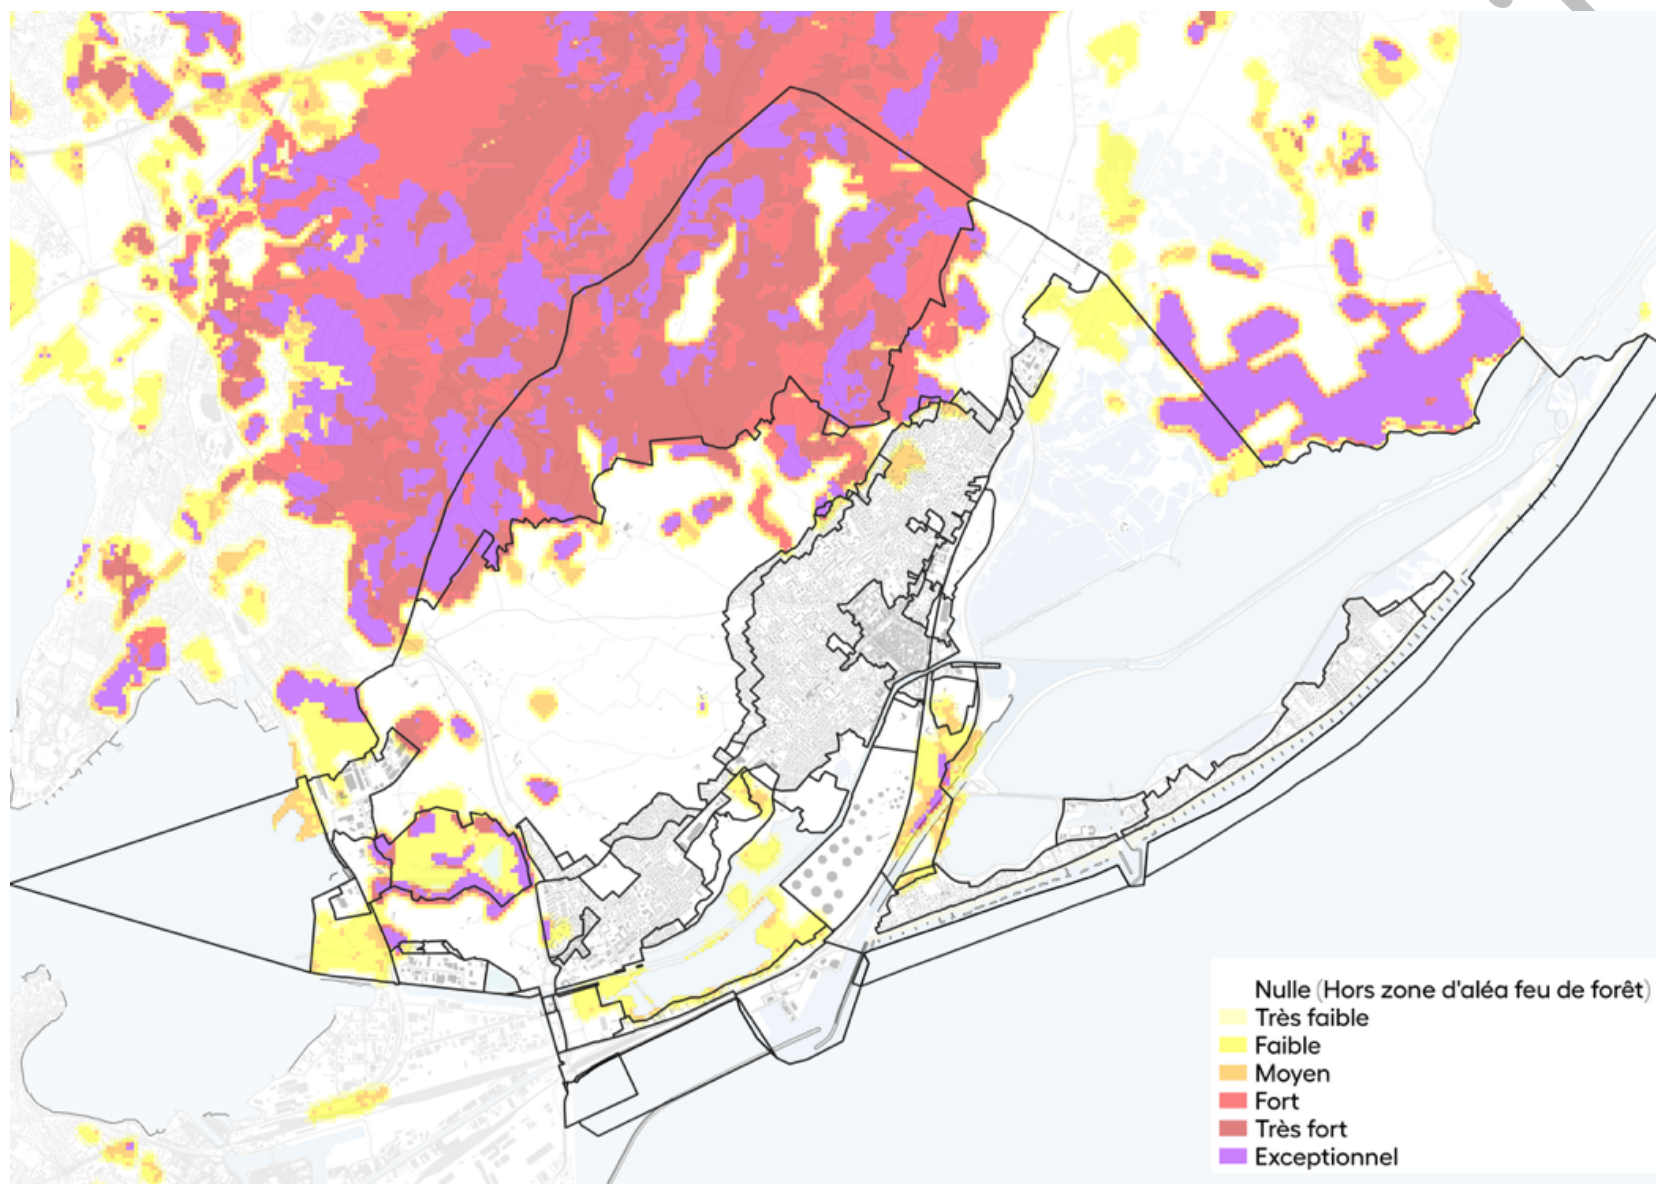 Nulle (Hors zone d'aléa feu de forêt)
Très faible
Faible
Moyen
Fort
Très fort
Exceptionnel